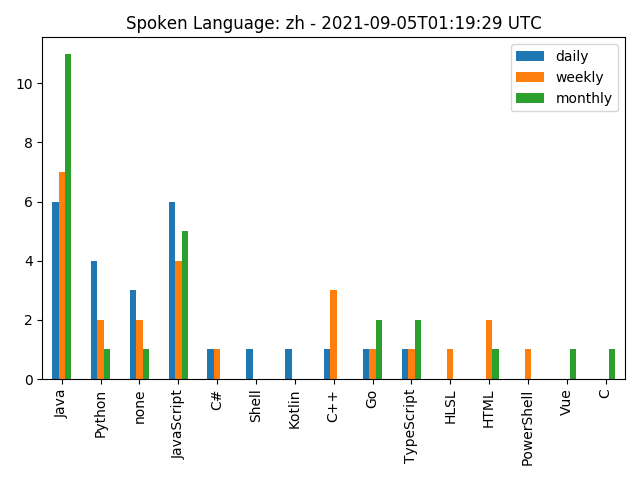 Spoken Language: zh - 2021-09-05T01:19:29 UTC
daily
weekly
monthly
10
8
6
4
2
0
Java
Python
none
JavaScript
C#
Shell
Kotlin
C++
Go
TypeScript
HLSL
HTML
PowerShell
Vue
C